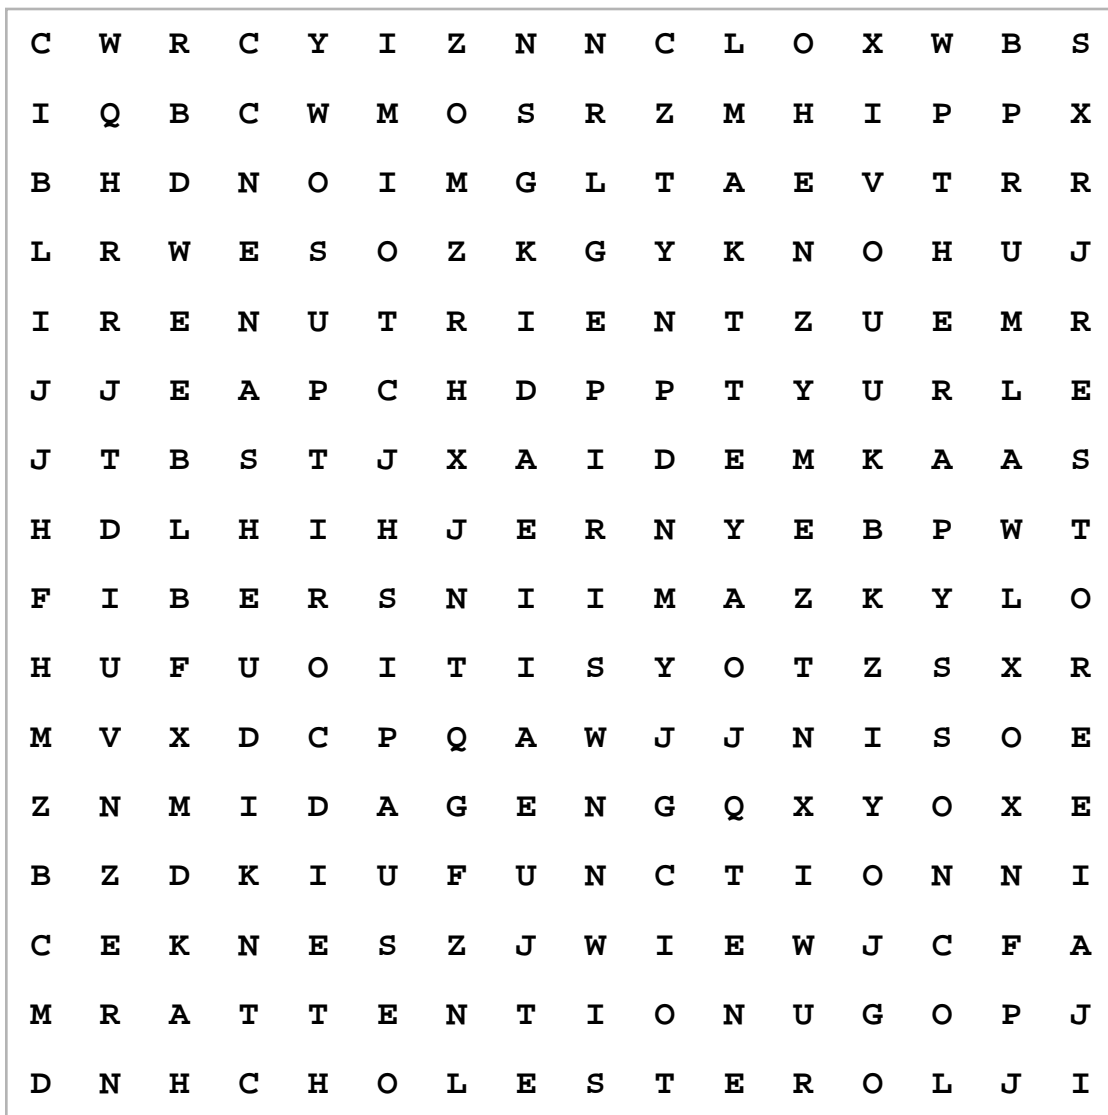 C W R C Y I Z N N C L O X W B S
I Q B C W M O S R Z M H I P P X
B H D N O I M G L T A E V T R R
L R W E S O Z K G Y K N O H U J
I R E N U T R I E N T Z U E M R
J J E A P C H D P P T Y U R L E
J T B S T J X A I D E M K A A S
H D L H I H J E R N Y E B P W T
F I B E R S N I I M A Z K Y L O
H U F U O I T I S Y O T Z S X R
M V X D C P Q A W J J N I S O E
Z N M I D A G E N G Q X Y O X E
B Z D K I U F U N C T I O N N I
C E K N E S Z J W I E W J C F A
M R A T T E N T I O N U G O P J
D N H C H O L E S T E R O L J I